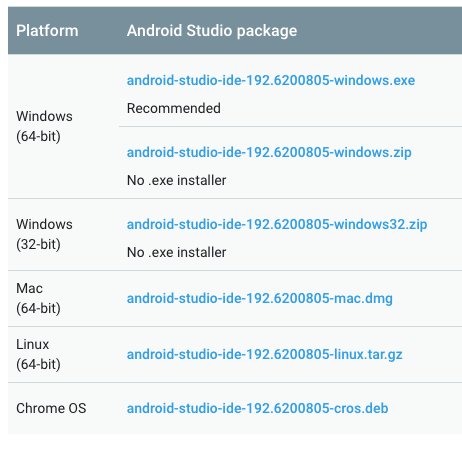 Platform Android Studio package
android-studio-ide-192.6200805-windows.exe
Recommended
Windows
(64-bit)
android-studio-ide-192.6200805-windows.zip
No .exe installer
Windows
(32-bit)
android-studio-ide-192.6200805-windows32.zip
No .exe installer
Mac
(64-bit)
android-studio-ide-192.6200805-mac.dmg
Linux
(64-bit)
android-studio-ide-192.6200805-linux.tar.gz
Chrome OS android-studio-ide-192.6200805-cros.deb